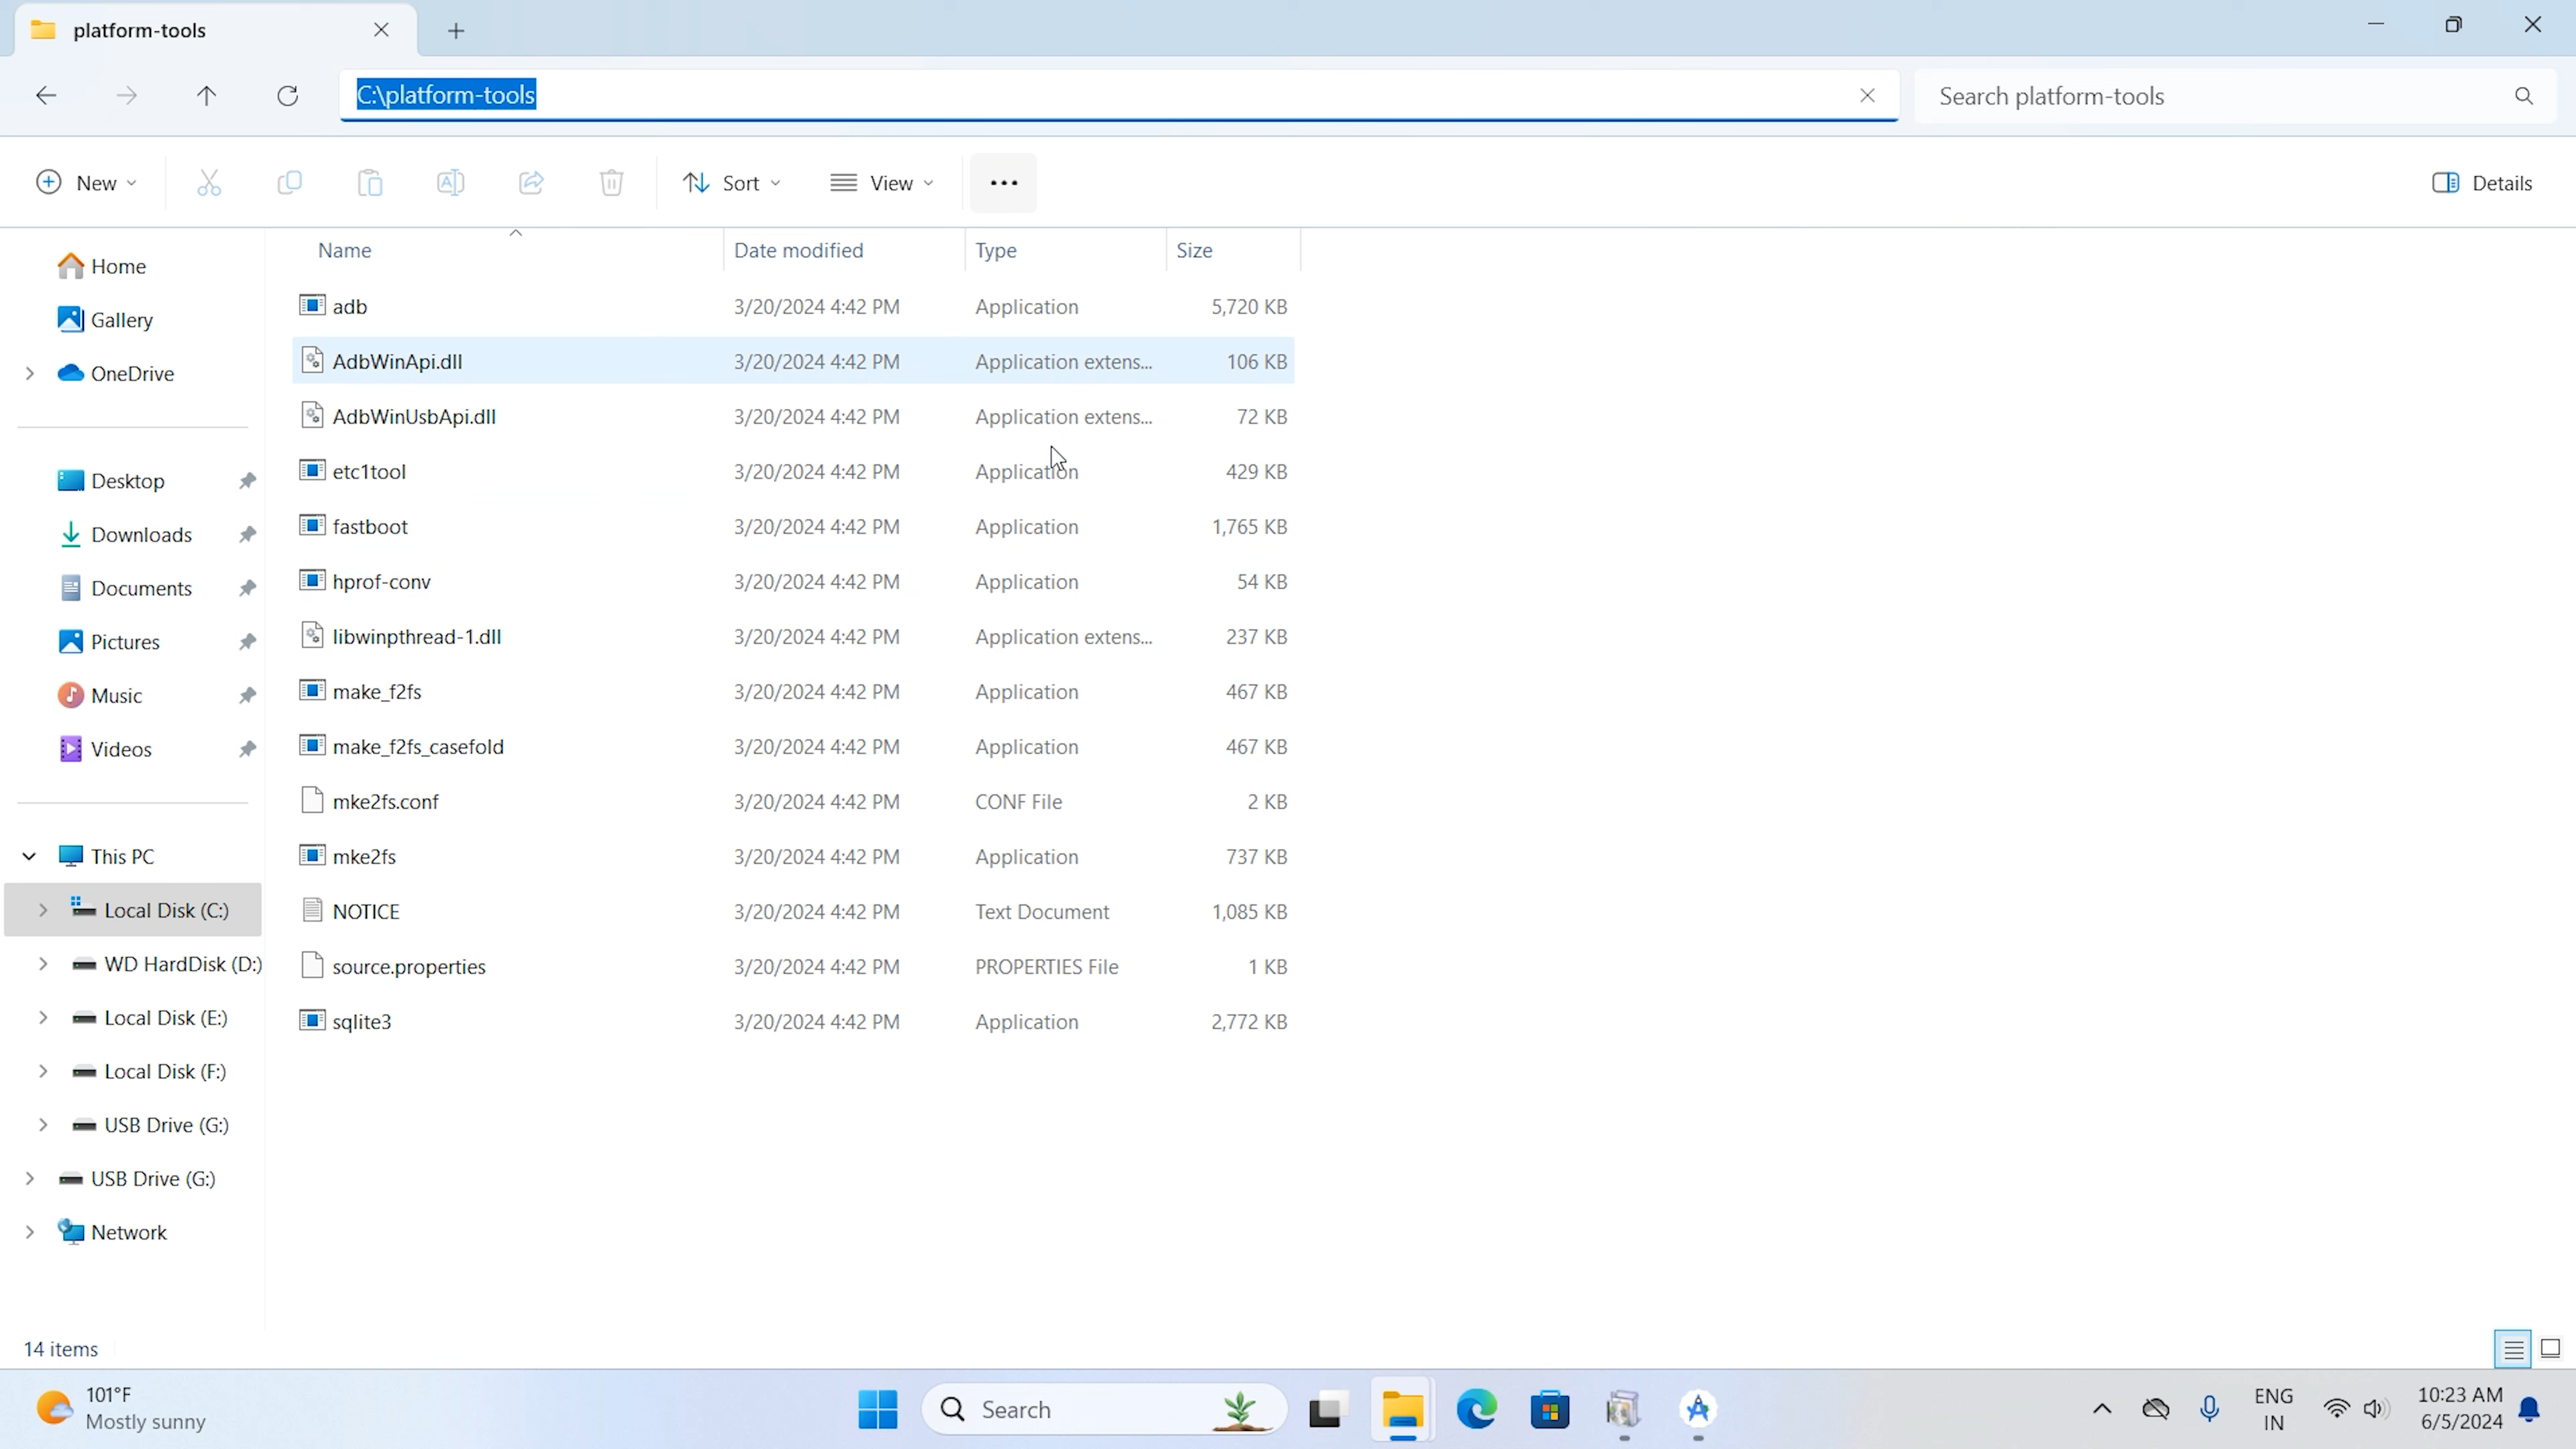 platform-tools
C:\platform-tools
Search platform-tools
New
Sort
View
Details
Name Date modified Type Size
adb 3/20/2024 4:42 PM Application 5,720 KB
AdbWinApi.dll 3/20/2024 4:42 PM Application extens... 106 KB
AdbWinUsbApi.dll 3/20/2024 4:42 PM Application extens... 72 KB
etc1tool 3/20/2024 4:42 PM Application 429 KB
fastboot 3/20/2024 4:42 PM Application 1,765 KB
hprof-conv 3/20/2024 4:42 PM Application 54 KB
libwinpthread-1.dll 3/20/2024 4:42 PM Application extens... 237 KB
make_f2fs 3/20/2024 4:42 PM Application 467 KB
make_f2fs_casefold 3/20/2024 4:42 PM Application 467 KB
mke2fs.conf 3/20/2024 4:42 PM CONF File 2 KB
mke2fs 3/20/2024 4:42 PM Application 737 KB
NOTICE 3/20/2024 4:42 PM Text Document 1,085 KB
source.properties 3/20/2024 4:42 PM PROPERTIES File 1 KB
sqlite3 3/20/2024 4:42 PM Application 2,772 KB
Home
Gallery
OneDrive
Desktop
Downloads
Documents
Pictures
Music
Videos
This PC
Local Disk (C:)
WD HardDisk (D:)
Local Disk (E:)
Local Disk (F:)
USB Drive (G:)
USB Drive (G:)
Network
14 items
101°F
Mostly sunny
Search
ENG
IN
10:23 AM
6/5/2024